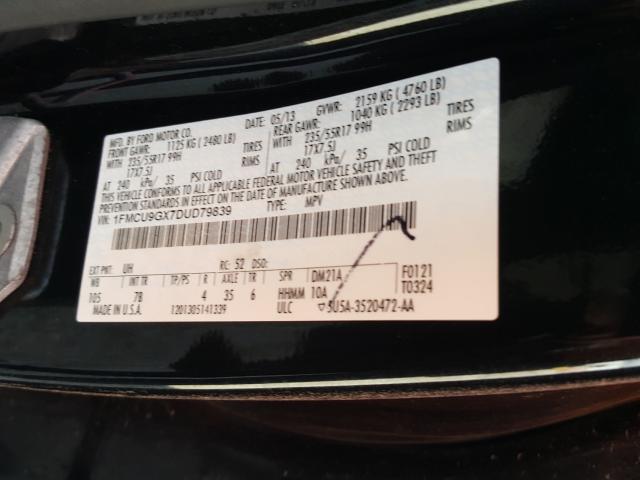 MFD. BY FORD MOTOR CO.
DATE: 05/13 GVWR: 2159 KG ( 4760 LB)
FRONT GAWR: 1125 KG ( 2480 LB) REAR GAWR: 1040 KG ( 2293 LB)
WITH 235/55R17 99H TIRES WITH 235/55R17 99H TIRES
17X7.5J RIMS 17X7.5J RIMS
AT 240 kPa/ 35 PSI COLD AT 240 kPa/ 35 PSI COLD
THIS VEHICLE CONFORMS TO ALL APPLICABLE FEDERAL MOTOR VEHICLE SAFETY AND THEFT
PREVENTION STANDARDS IN EFFECT ON THE DATE OF MANUFACTURE SHOWN ABOVE.
VIN: 1FMCU9GX7DUD79839
TYPE: MPV
EXT PNT: UH RC: 52 DSO:
WB INT TR TP/PS R AXLE TR SPR DM21A F0121
105 7B 4 35 6 HHMM 10A T0324
MADE IN U.S.A. 1201305141339 ULC 5U5A-3520472-AA